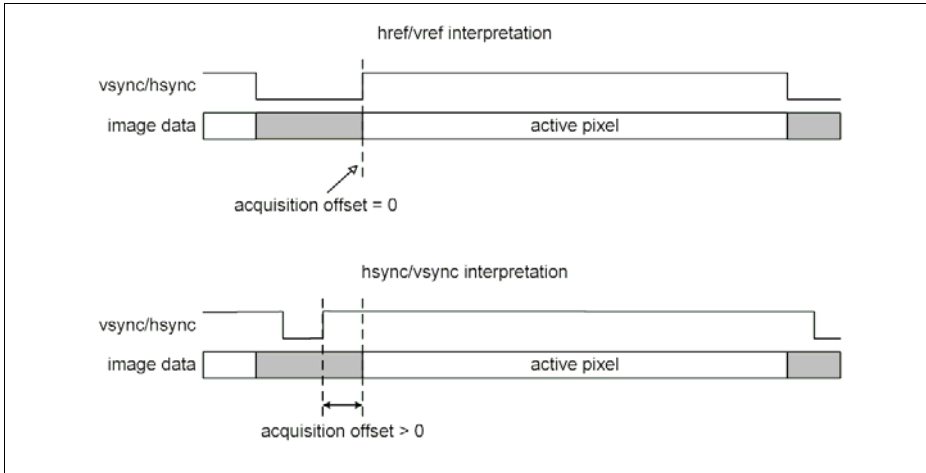 href/vref interpretation
vsync/hsync
image data
active pixel
acquisition offset = 0
hsync/vsync interpretation
vsync/hsync
image data
active pixel
acquisition offset > 0